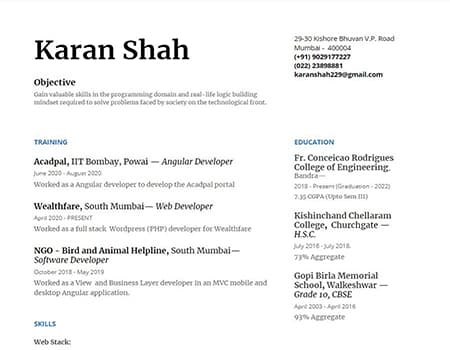 Karan Shah
Objective
Gain valuable skills in the programming domain and real-life logic building
mindset required to solve problems faced by society on the technological front.
29-30 Kishore Bhuvan V.P. Road
Mumbai - 400004
(+91) 9029177227
(022) 23898881
karanshah229@gmail.com
TRAINING
Acadpal, IIT Bombay, Powai — Angular Developer
June 2020 - August 2020
Worked as a Angular developer to develop the Acadpal portal
Wealthfare, South Mumbai— Web Developer
April 2020 - PRESENT
Worked as a full stack Wordpress (PHP) developer for Wealthfare
NGO - Bird and Animal Helpline, South Mumbai—
Software Developer
October 2018 - May 2019
Worked as a View and Business Layer developer in an MVC mobile and
desktop Angular application.
SKILLS
Web Stack:
EDUCATION
Fr. Conceicao Rodrigues
College of Engineering,
Bandra—
2018 - Present (Graduation - 2022)
7.35 CGPA (Upto Sem III)
Kishinchand Chellaram
College, Churchgate —
H.S.C.
July 2016 - July 2018.
73% Aggregate
Gopi Birla Memorial
School, Walkeshwar —
Grade 10, CBSE
April 2003 - April 2016
93% Aggregate